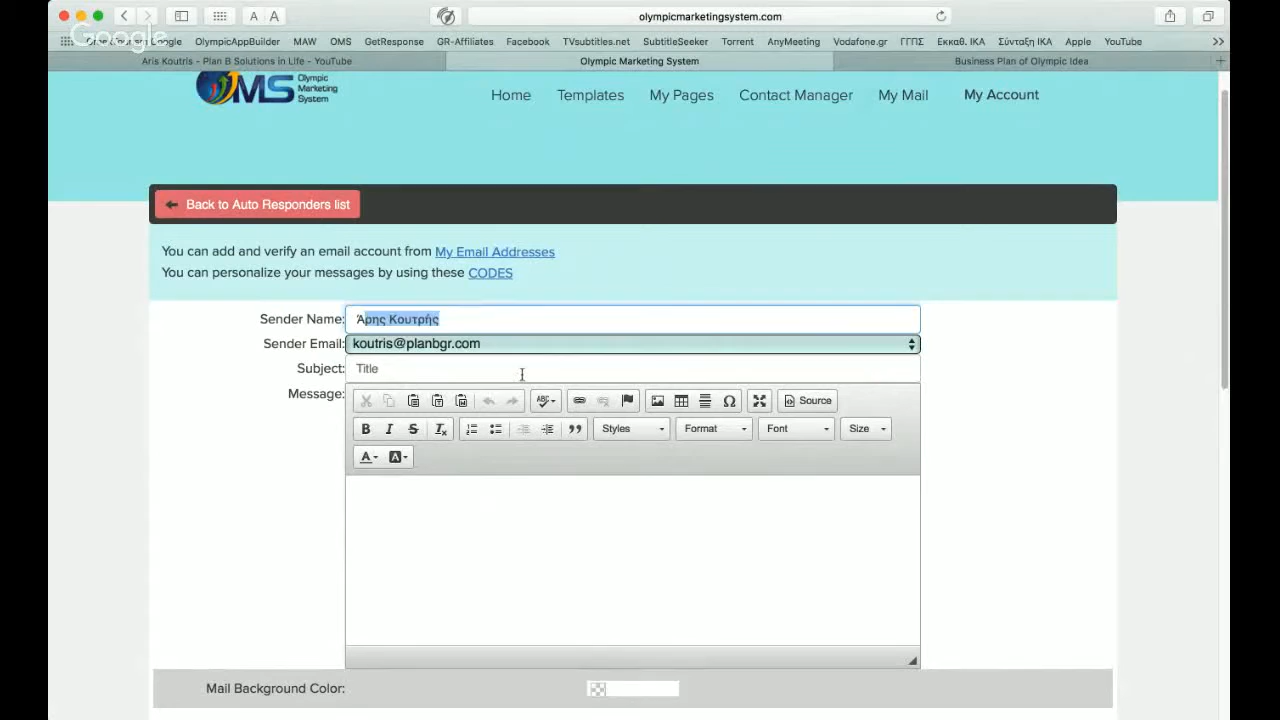 olympicmarketingsystem.com
Google
OlympicAppBuilder MAW OMS GetResponse GR-Affiliates Facebook TVsubtitles.net SubtitleSeeker Torrent AnyMeeting Vodafone.gr ΓΓΠΣ Εκκαθ. ΙΚΑ Σύνταξη ΙΚΑ Apple YouTube
Aris Koutris - Plan B Solutions in Life - YouTube Olympic Marketing System Business Plan of Olympic Idea
OMS Olympic Marketing System
Home Templates My Pages Contact Manager My Mail My Account
Back to Auto Responders list
You can add and verify an email account from My Email Addresses
You can personalize your messages by using these CODES
Sender Name: Άρης Κουτρής
Sender Email: koutris@planbgr.com
Subject: Title
Message:
ABC Ω Source
B I S Tx Styles Format Font Size
A A
Mail Background Color: